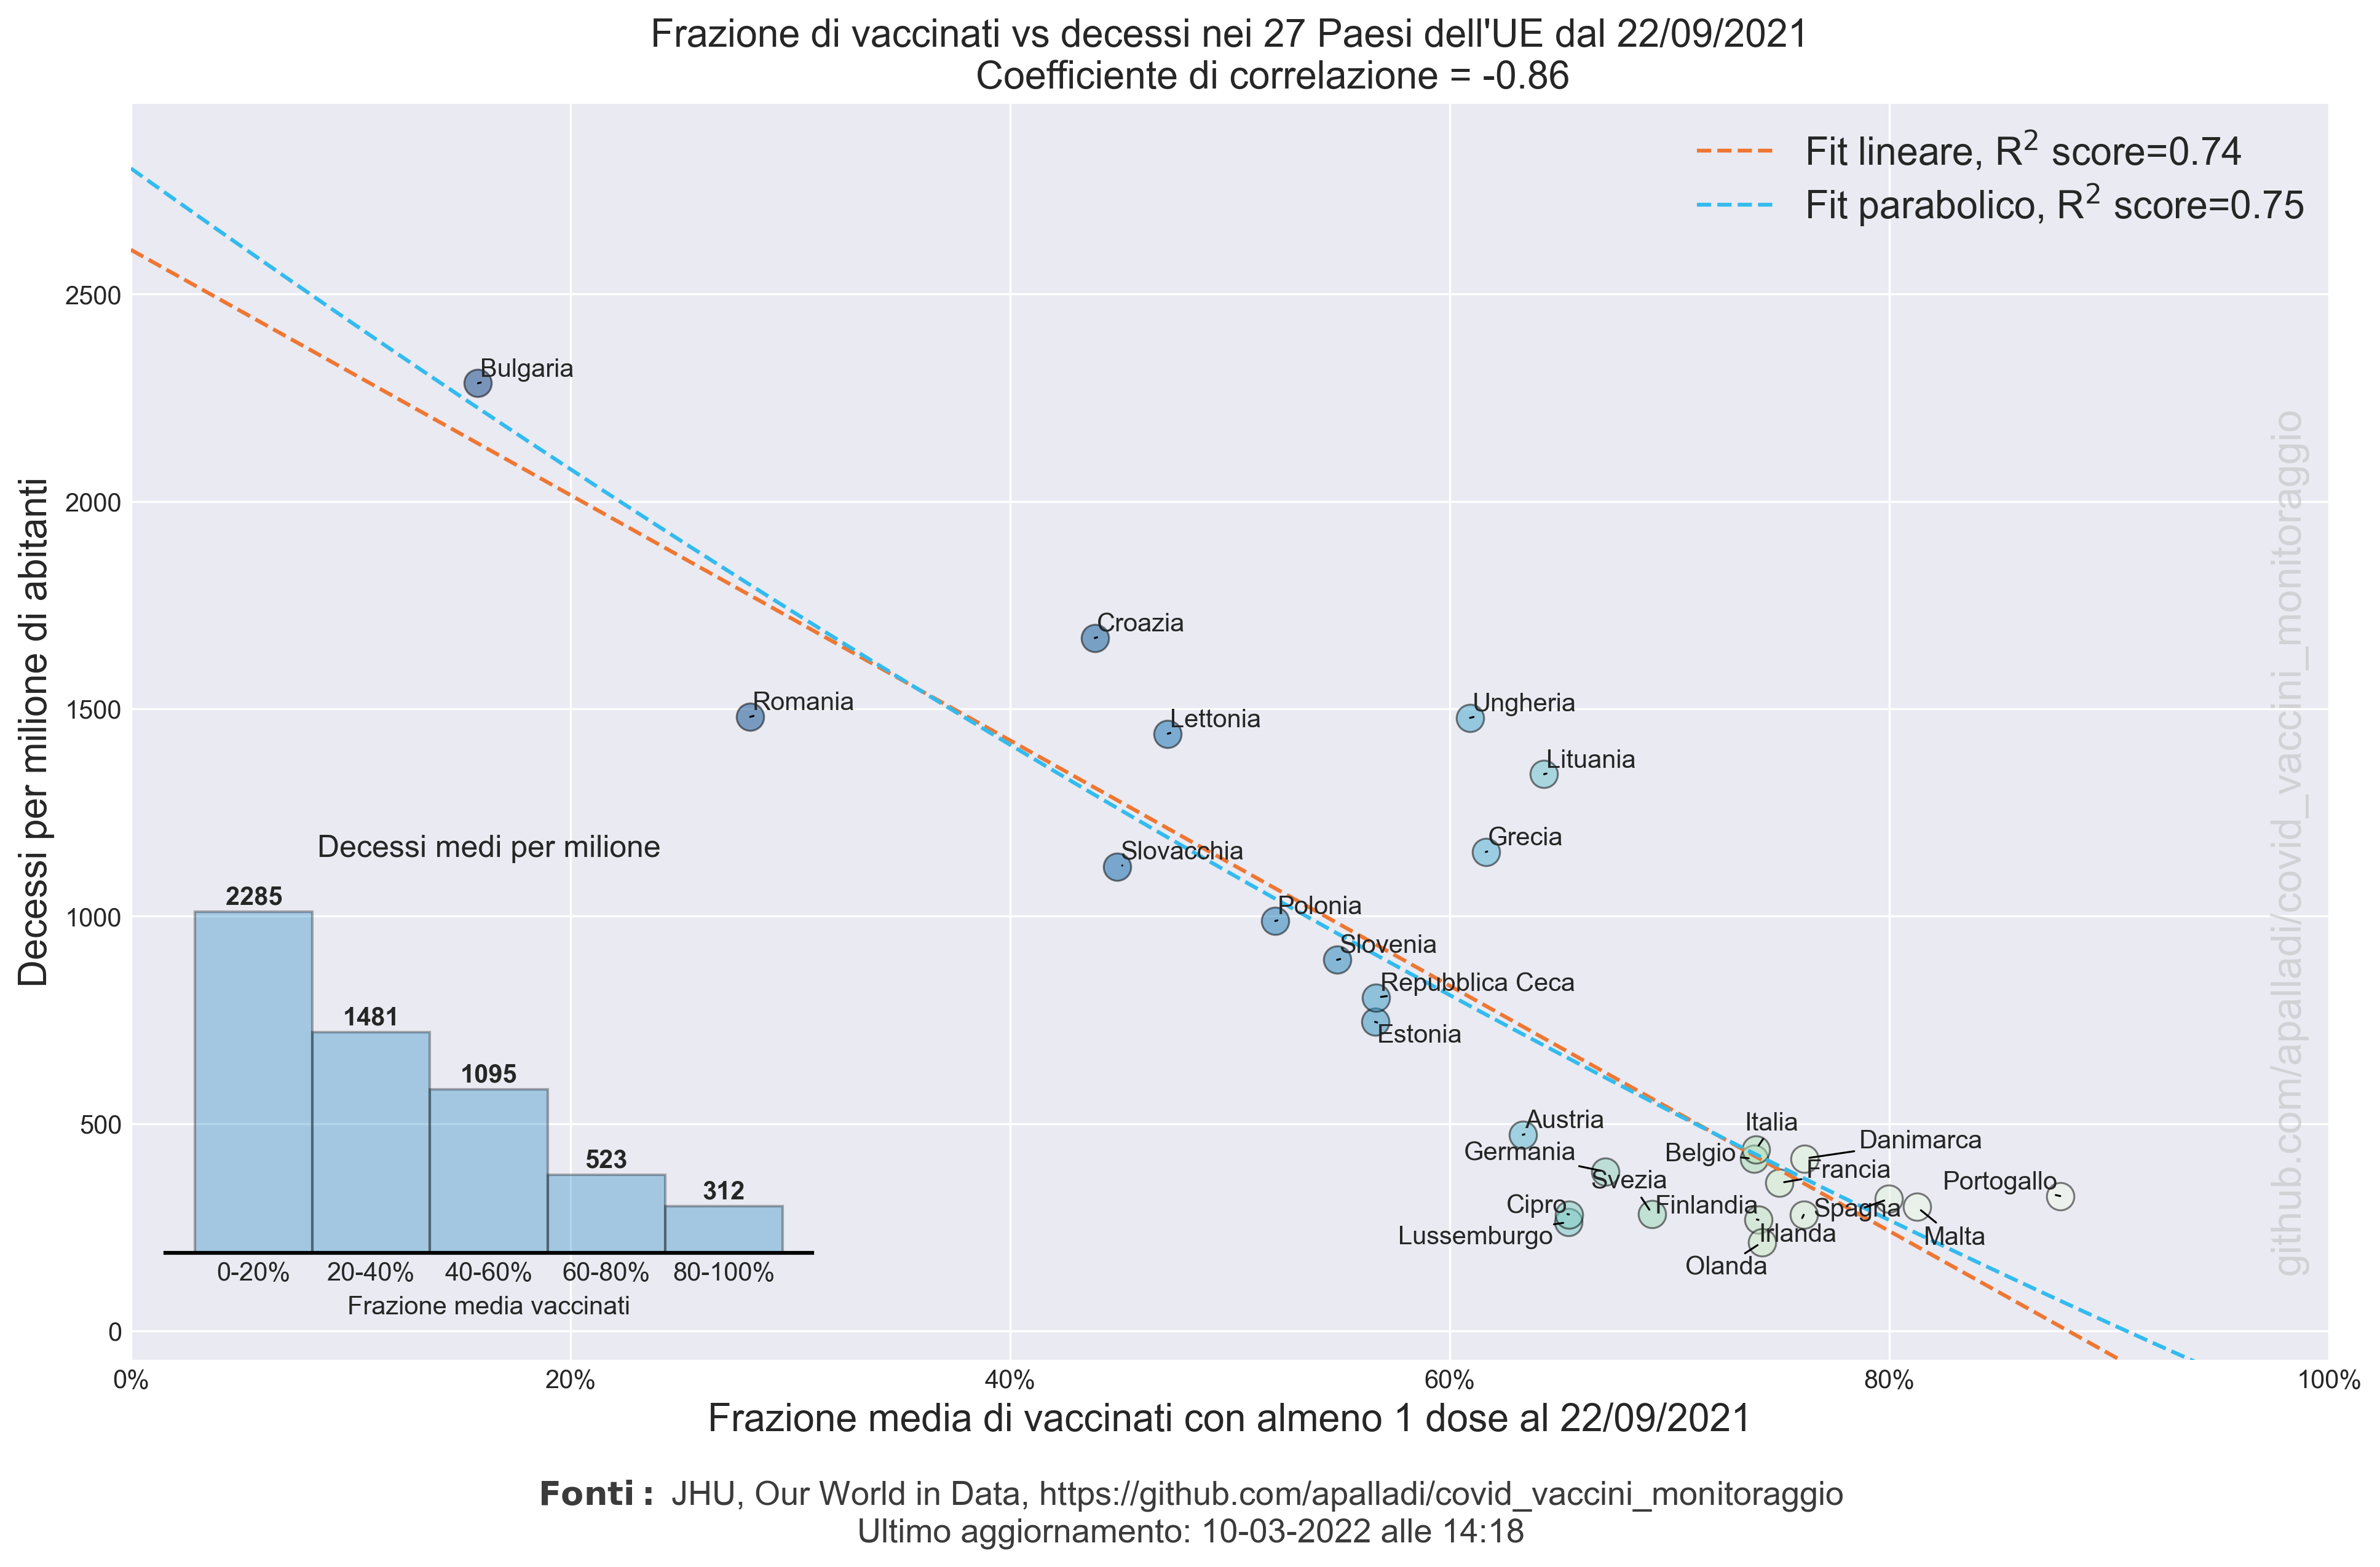 Frazione di vaccinati vs decessi nei 27 Paesi dell'UE dal 22/09/2021
Coefficiente di correlazione = -0.86
Fit lineare, R² score=0.74
Fit parabolico, R² score=0.75
Decessi per milione di abitanti
2500
2000
1500
1000
500
0
Bulgaria
Croazia
Romania
Lettonia
Ungheria
Lituania
Grecia
Slovacchia
Polonia
Slovenia
Repubblica Ceca
Estonia
Austria
Italia
Germania
Belgio
Danimarca
Francia
Svezia
Portogallo
Cipro
Finlandia
Spagna
Lussemburgo
Irlanda
Malta
Olanda
Decessi medi per milione
2285
1481
1095
523
312
0-20%
20-40%
40-60%
60-80%
80-100%
Frazione media vaccinati
github.com/apalladi/covid_vaccini_monitoraggio
0%
20%
40%
60%
80%
100%
Frazione media di vaccinati con almeno 1 dose al 22/09/2021
Fonti : JHU, Our World in Data, https://github.com/apalladi/covid_vaccini_monitoraggio
Ultimo aggiornamento: 10-03-2022 alle 14:18